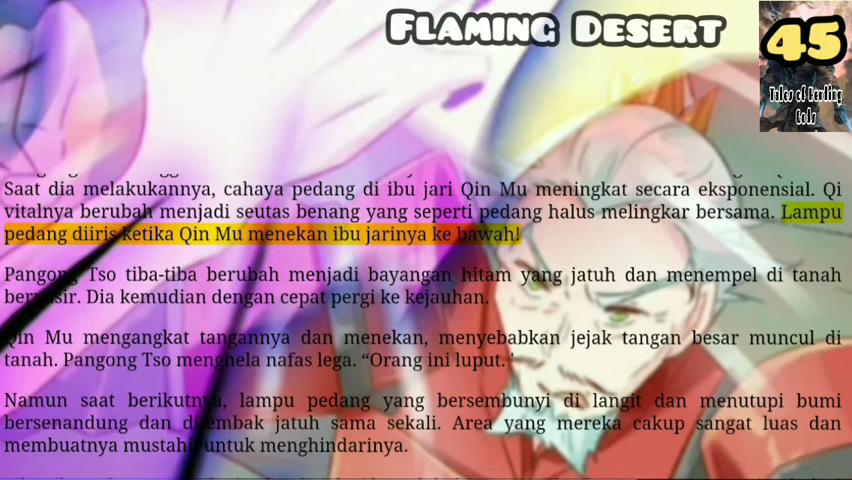 FLAMING DESERT
45
Tales of Herding
Gods
Saat dia melakukannya, cahaya pedang di ibu jari Qin Mu meningkat secara eksponensial. Qi
vitalnya berubah menjadi seutas benang yang seperti pedang halus melingkar bersama. Lampu
pedang diiris ketika Qin Mu menekan ibu jarinya ke bawah!
Pangong Tso tiba-tiba berubah menjadi bayangan hitam yang jatuh dan menempel di tanah
berpasir. Dia kemudian dengan cepat pergi ke kejauhan.
Qin Mu mengangkat tangannya dan menekan, menyebabkan jejak tangan besar muncul di
tanah. Pangong Tso menghela nafas lega. “Orang ini luput.”
Namun saat berikutnya, lampu pedang yang bersembunyi di langit dan menutupi bumi
bersenandung dan ditembak jatuh sama sekali. Area yang mereka cakup sangat luas dan
membuatnya mustahil untuk menghindarinya.